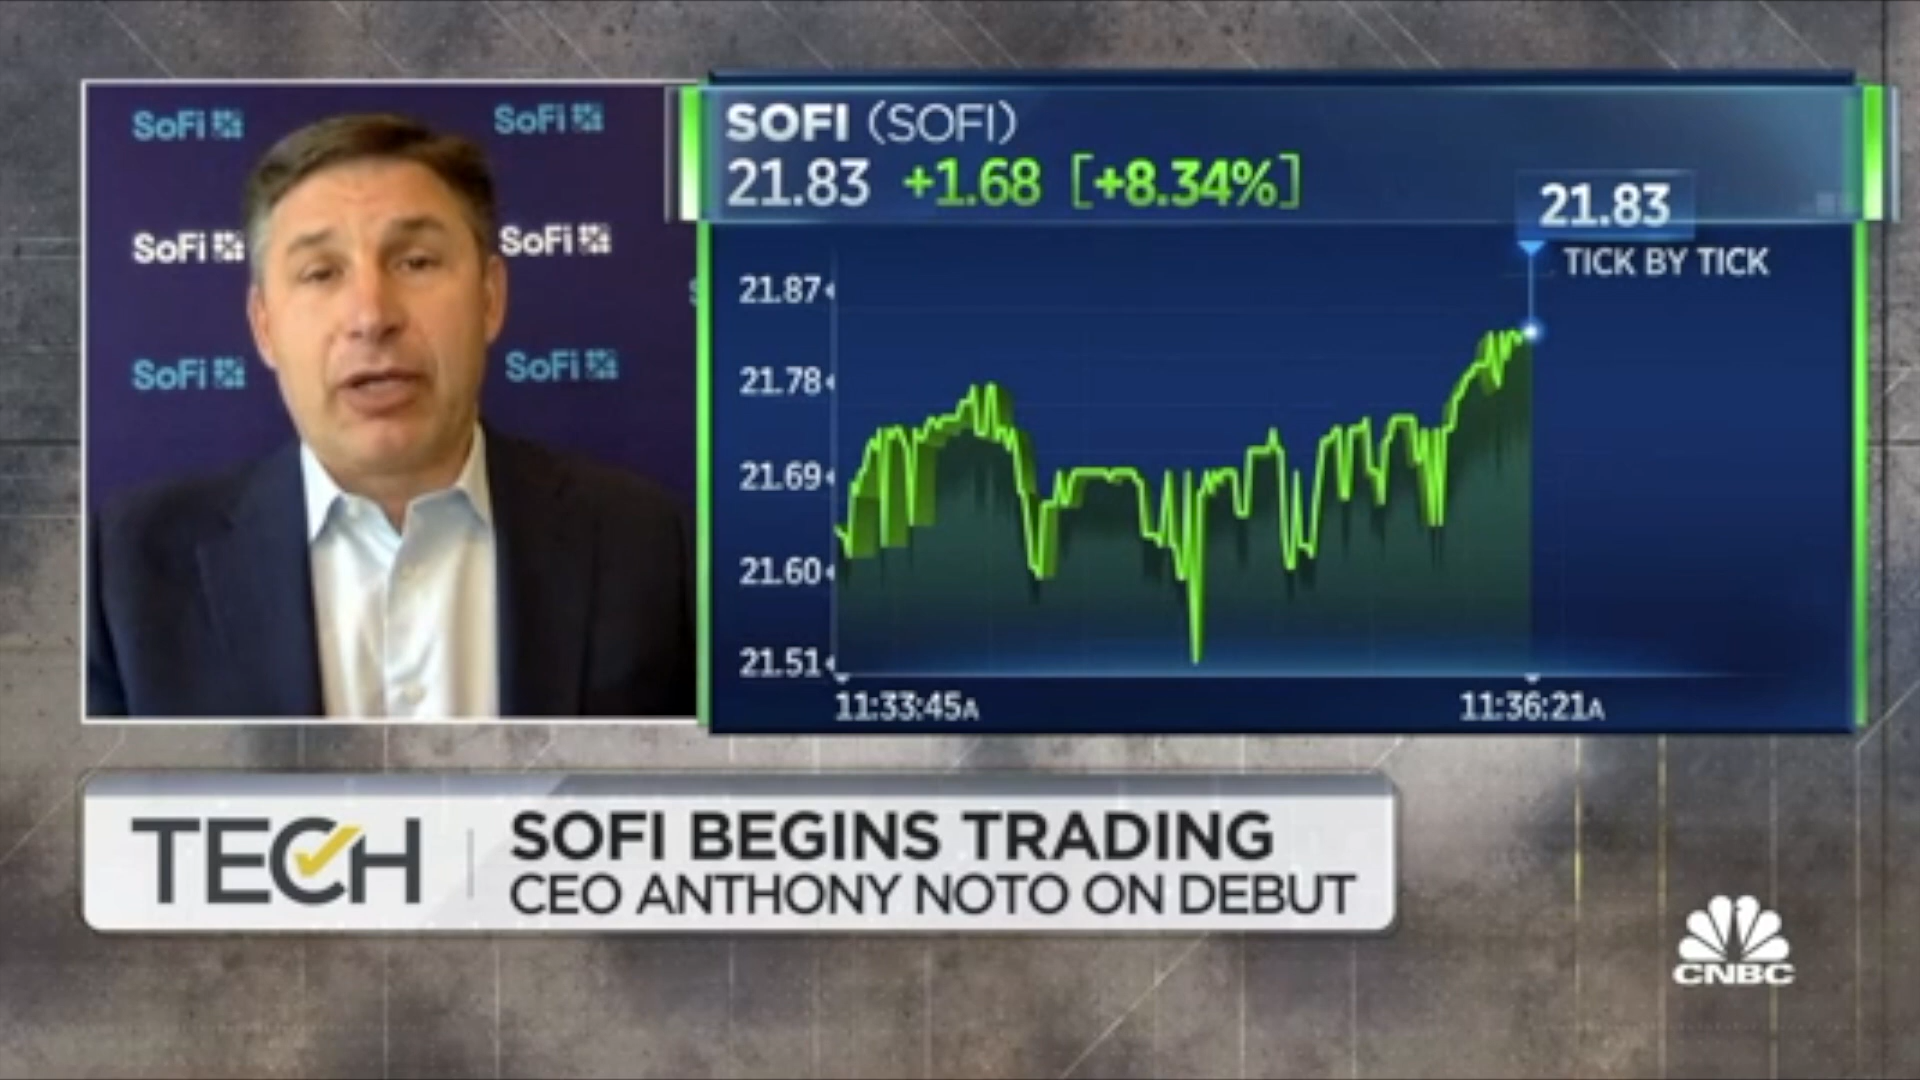 SoFi
SoFi
SoFi
SoFi
SoFi
SoFi
SOFI (SOFI)
21.83 +1.68 [+8.34%]
21.83
TICK BY TICK
21.87
21.78
21.69
21.60
21.51
11:33:45A
11:36:21A
TECH
SOFI BEGINS TRADING
CEO ANTHONY NOTO ON DEBUT
CNBC